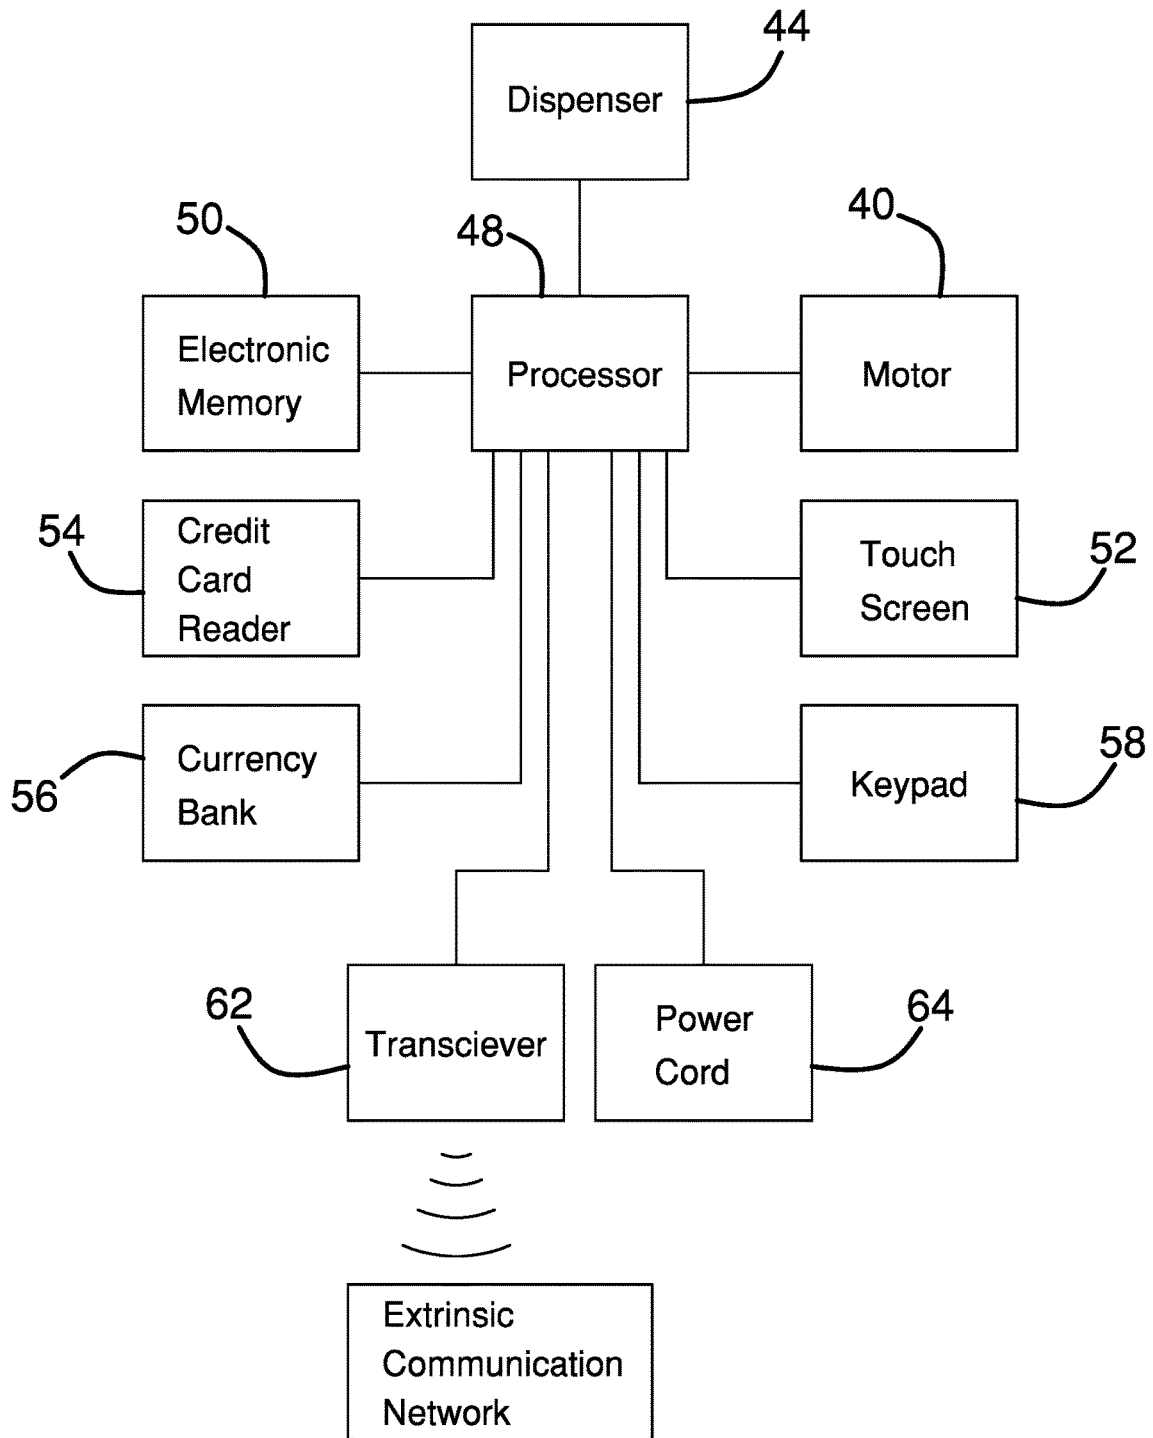 44
Dispenser
50
48
40
Electronic
Memory
Processor
Motor
54
Credit
Card
Reader
Touch
Screen
52
56
Currency
Bank
Keypad
58
62
Transciever
Power
Cord
64
Extrinsic
Communication
Network